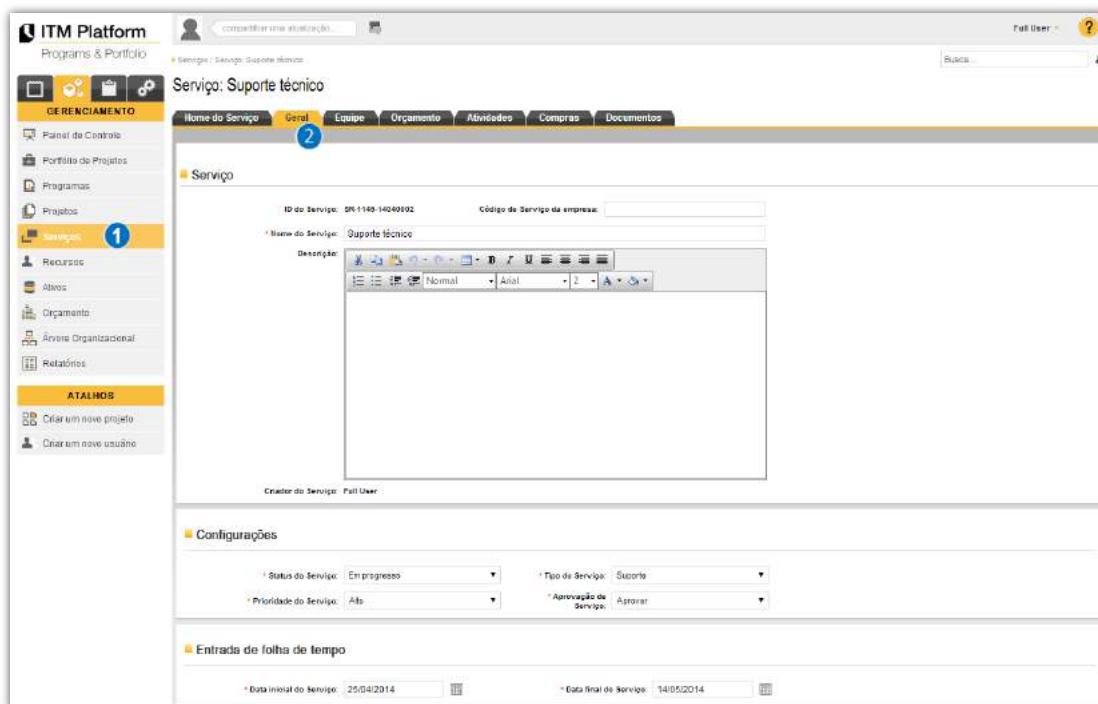 ITM Platform
Programs & Portfolio
compartilhar uma atualização...
Full User
?
Serviços / Serviço: Suporte técnico
Busca...
Serviço: Suporte técnico
GERENCIAMENTO
Nome do Serviço Geral Equipe Orçamento Atividades Compras Documentos
2
Painel de Controle
Portfólio de Projetos
Programas
Projetos
Serviços 1
Recursos
Ativos
Orçamento
Árvore Organizacional
Relatórios
ATALHOS
Criar um novo projeto
Criar um novo usuário
Serviço
ID do Serviço: SR-1148-14040002 Código de Serviço da empresa:
* Nome do Serviço: Suporte técnico
Descrição:
B I U
Normal Arial 2 A
Criador do Serviço: Full User
Configurações
* Status do Serviço: Em progresso * Tipo de Serviço: Suporte
* Prioridade do Serviço: Alto * Aprovação de Serviço: Aprovar
Entrada de folha de tempo
* Data inicial do Serviço: 25/04/2014 * Data final do Serviço: 14/05/2014